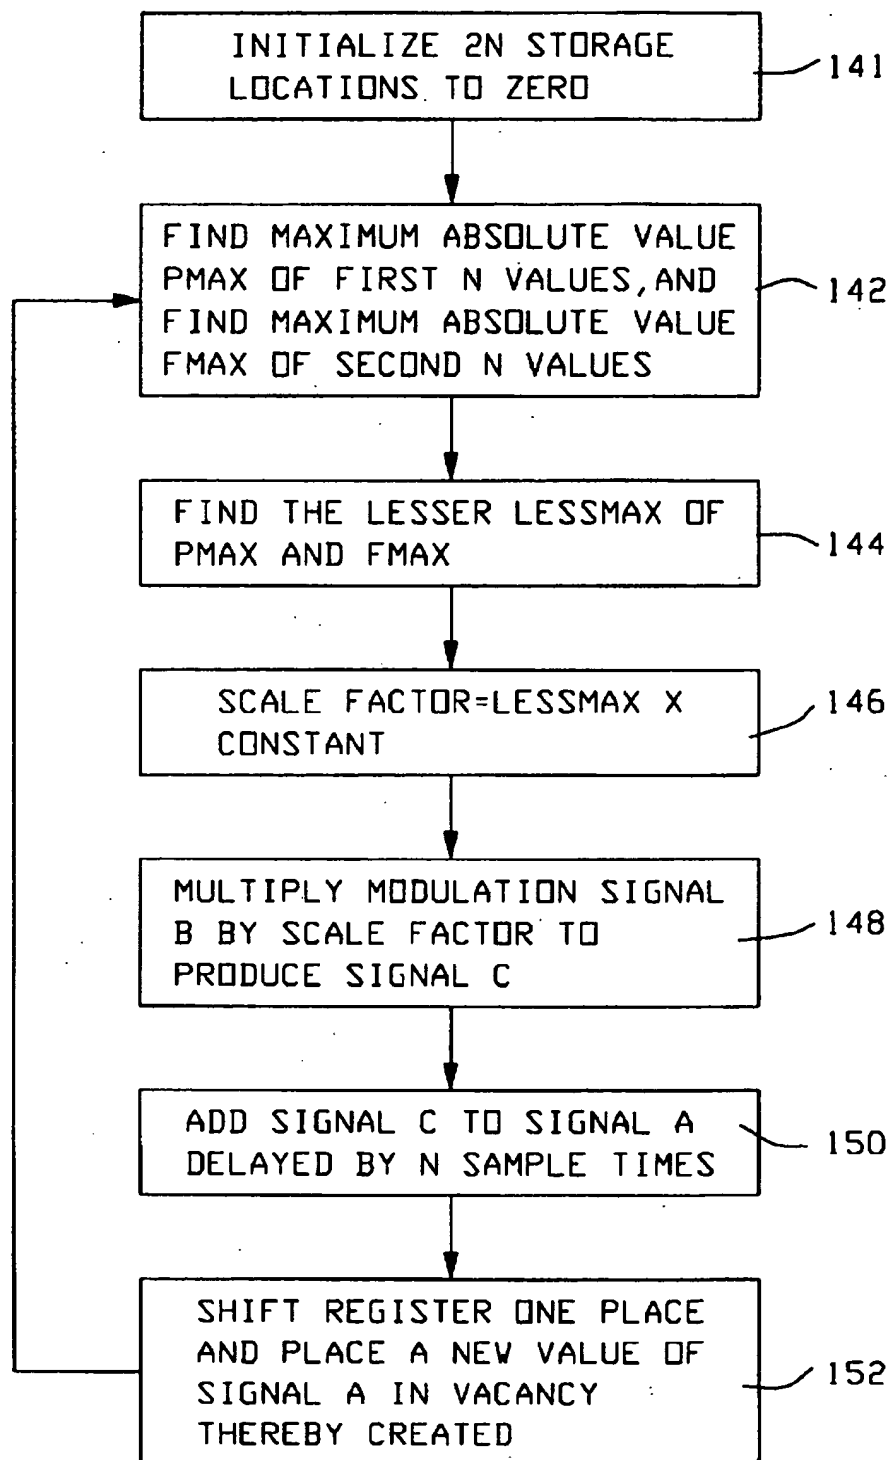 INITIALIZE 2N STORAGE
LOCATIONS TO ZERO
141
FIND MAXIMUM ABSOLUTE VALUE
PMAX OF FIRST N VALUES, AND
FIND MAXIMUM ABSOLUTE VALUE
FMAX OF SECOND N VALUES
142
FIND THE LESSER LESSMAX OF
PMAX AND FMAX
144
SCALE FACTOR=LESSMAX X
CONSTANT
146
MULTIPLY MODULATION SIGNAL
B BY SCALE FACTOR TO
PRODUCE SIGNAL C
148
ADD SIGNAL C TO SIGNAL A
DELAYED BY N SAMPLE TIMES
150
SHIFT REGISTER ONE PLACE
AND PLACE A NEW VALUE OF
SIGNAL A IN VACANCY
THEREBY CREATED
152